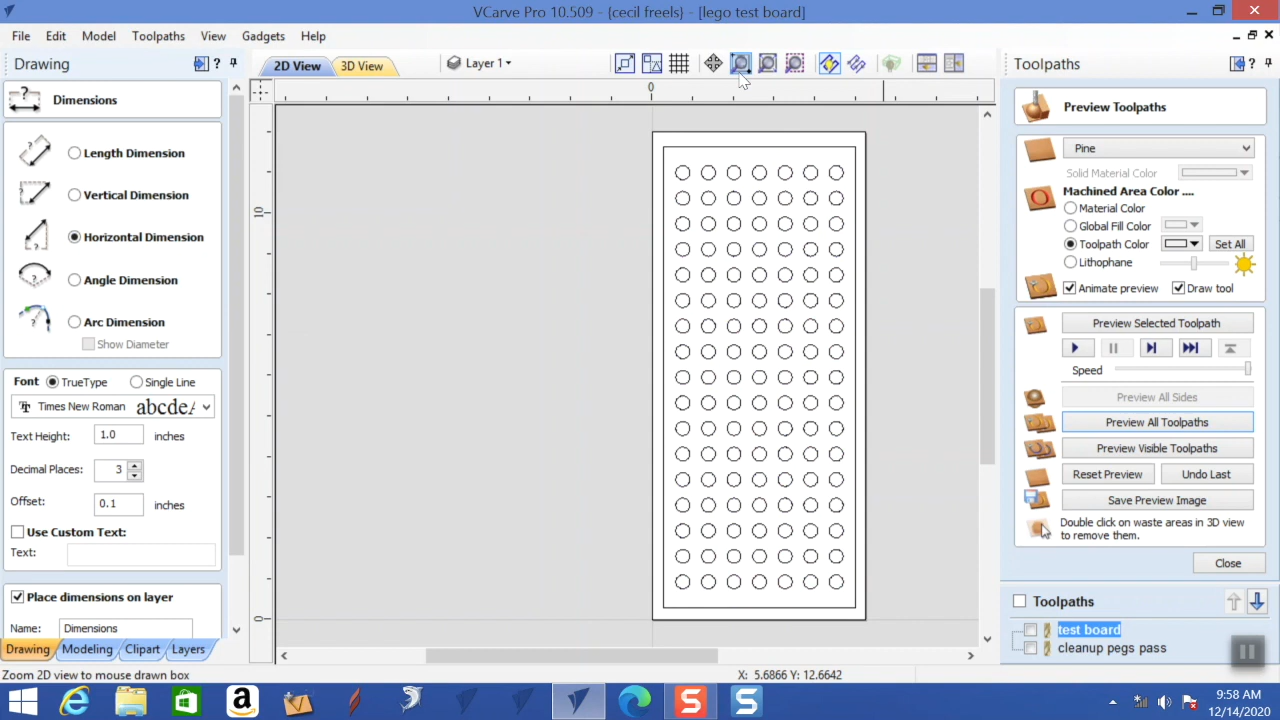 VCarve Pro 10.509 - {cecil freels} - [lego test board]
File Edit Model Toolpaths View Gadgets Help
Drawing
?
2D View
3D View
Layer 1
Toolpaths
?
Dimensions
Length Dimension
Vertical Dimension
Horizontal Dimension
Angle Dimension
Arc Dimension
Show Diameter
Font TrueType Single Line
Times New Roman abcdeA
Text Height: 1.0 inches
Decimal Places: 3
Offset: 0.1 inches
Use Custom Text:
Text:
Place dimensions on layer
Name: Dimensions
Drawing Modeling Clipart Layers
0
10
0
Preview Toolpaths
Pine
Solid Material Color
Machined Area Color ....
Material Color
Global Fill Color
Toolpath Color Set All
Lithophane
Animate preview Draw tool
Preview Selected Toolpath
Speed
Preview All Sides
Preview All Toolpaths
Preview Visible Toolpaths
Reset Preview Undo Last
Save Preview Image
Double click on waste areas in 3D view
to remove them.
Close
Toolpaths
test board
cleanup pegs pass
Zoom 2D view to mouse drawn box
X: 5.6866 Y: 12.6642
9:58 AM
12/14/2020